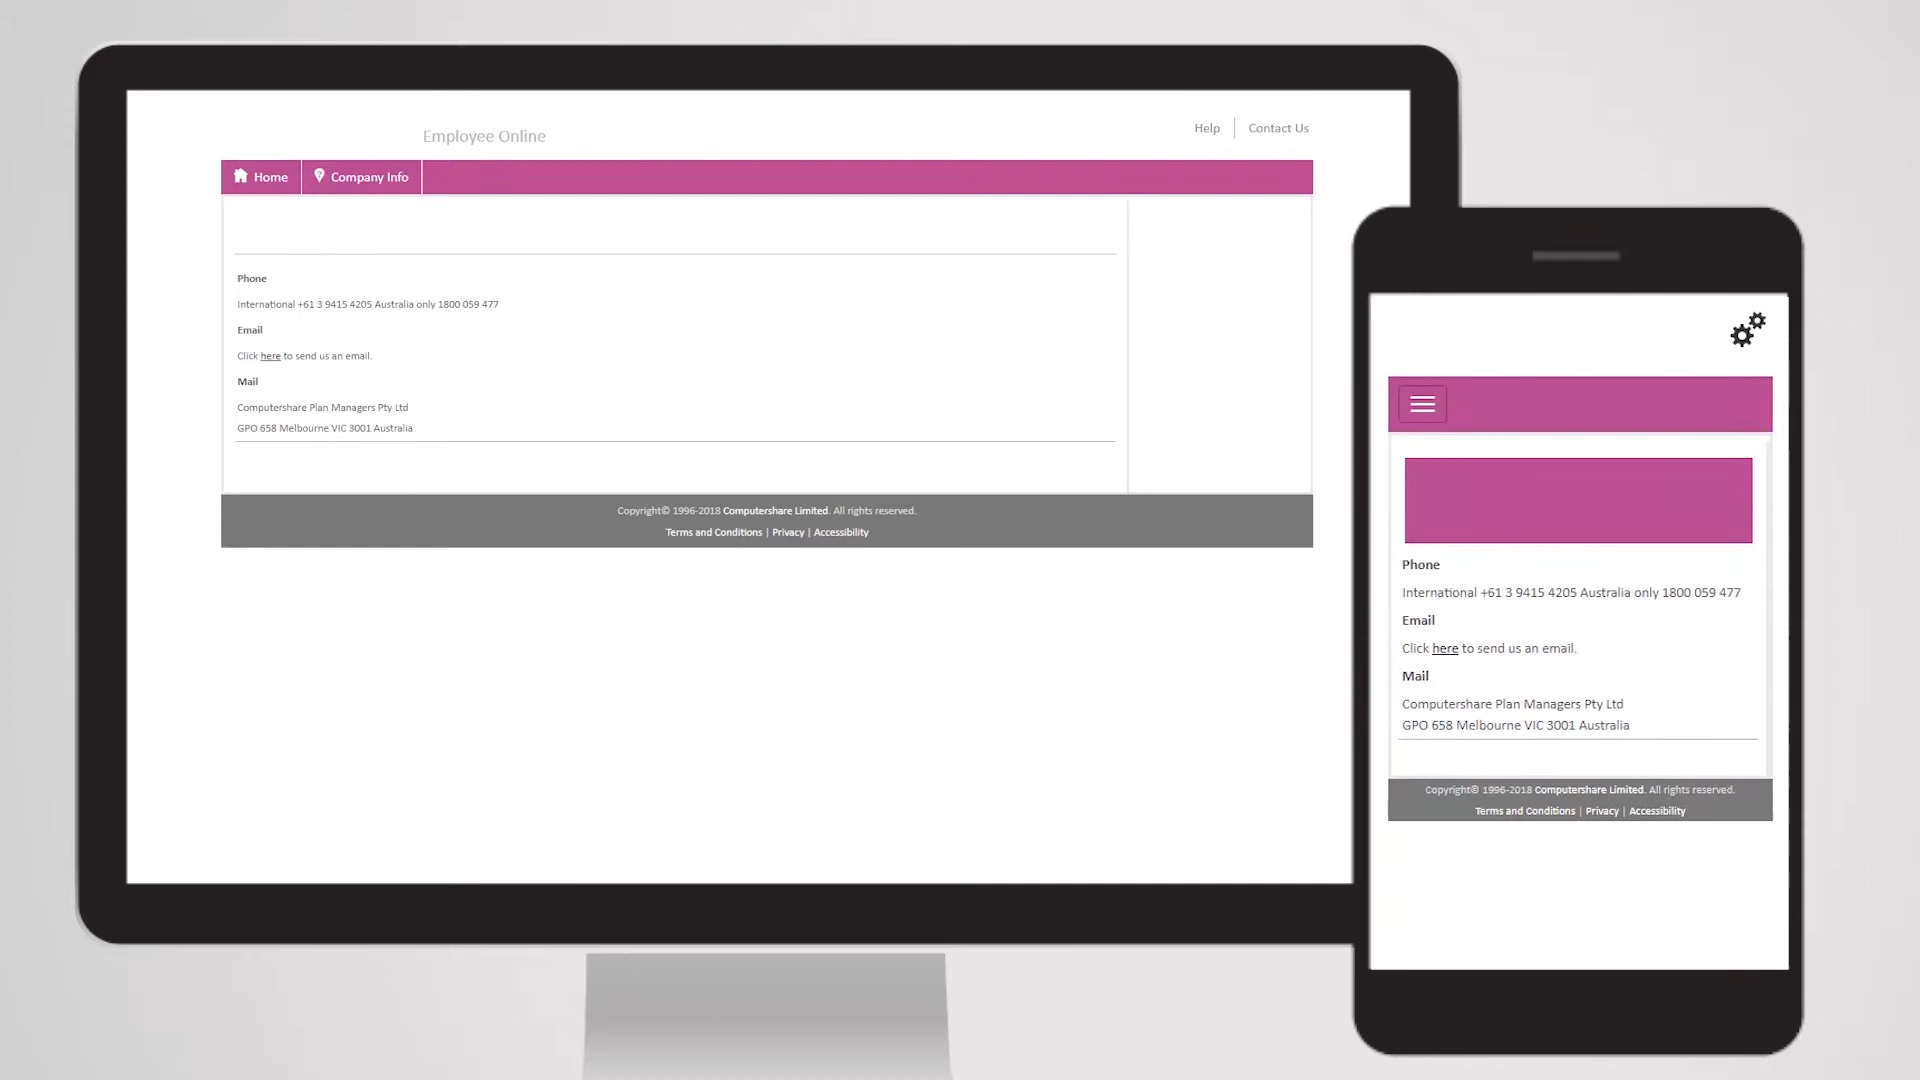 Employee Online
Help
Contact Us
Home
Company Info
Phone
International +61 3 9415 4205 Australia only 1800 059 477
Email
Click here to send us an email.
Mail
Computershare Plan Managers Pty Ltd
GPO 658 Melbourne VIC 3001 Australia
Copyright© 1996-2018 Computershare Limited. All rights reserved.
Terms and Conditions | Privacy | Accessibility
Phone
International +61 3 9415 4205 Australia only 1800 059 477
Email
Click here to send us an email.
Mail
Computershare Plan Managers Pty Ltd
GPO 658 Melbourne VIC 3001 Australia
Copyright© 1996-2018 Computershare Limited. All rights reserved.
Terms and Conditions | Privacy | Accessibility